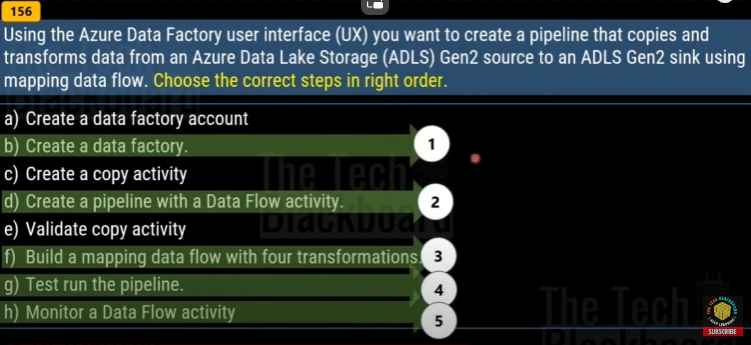 156
Using the Azure Data Factory user interface (UX) you want to create a pipeline that copies and
transforms data from an Azure Data Lake Storage (ADLS) Gen2 source to an ADLS Gen2 sink using
mapping data flow. Choose the correct steps in right order.
a) Create a data factory account
b) Create a data factory. 1
c) Create a copy activity
d) Create a pipeline with a Data Flow activity. 2
e) Validate copy activity
f) Build a mapping data flow with four transformations. 3
g) Test run the pipeline. 4
h) Monitor a Data Flow activity 5
The Tech
Blackboard
The Tech
Blackboard
SUBSCRIBE